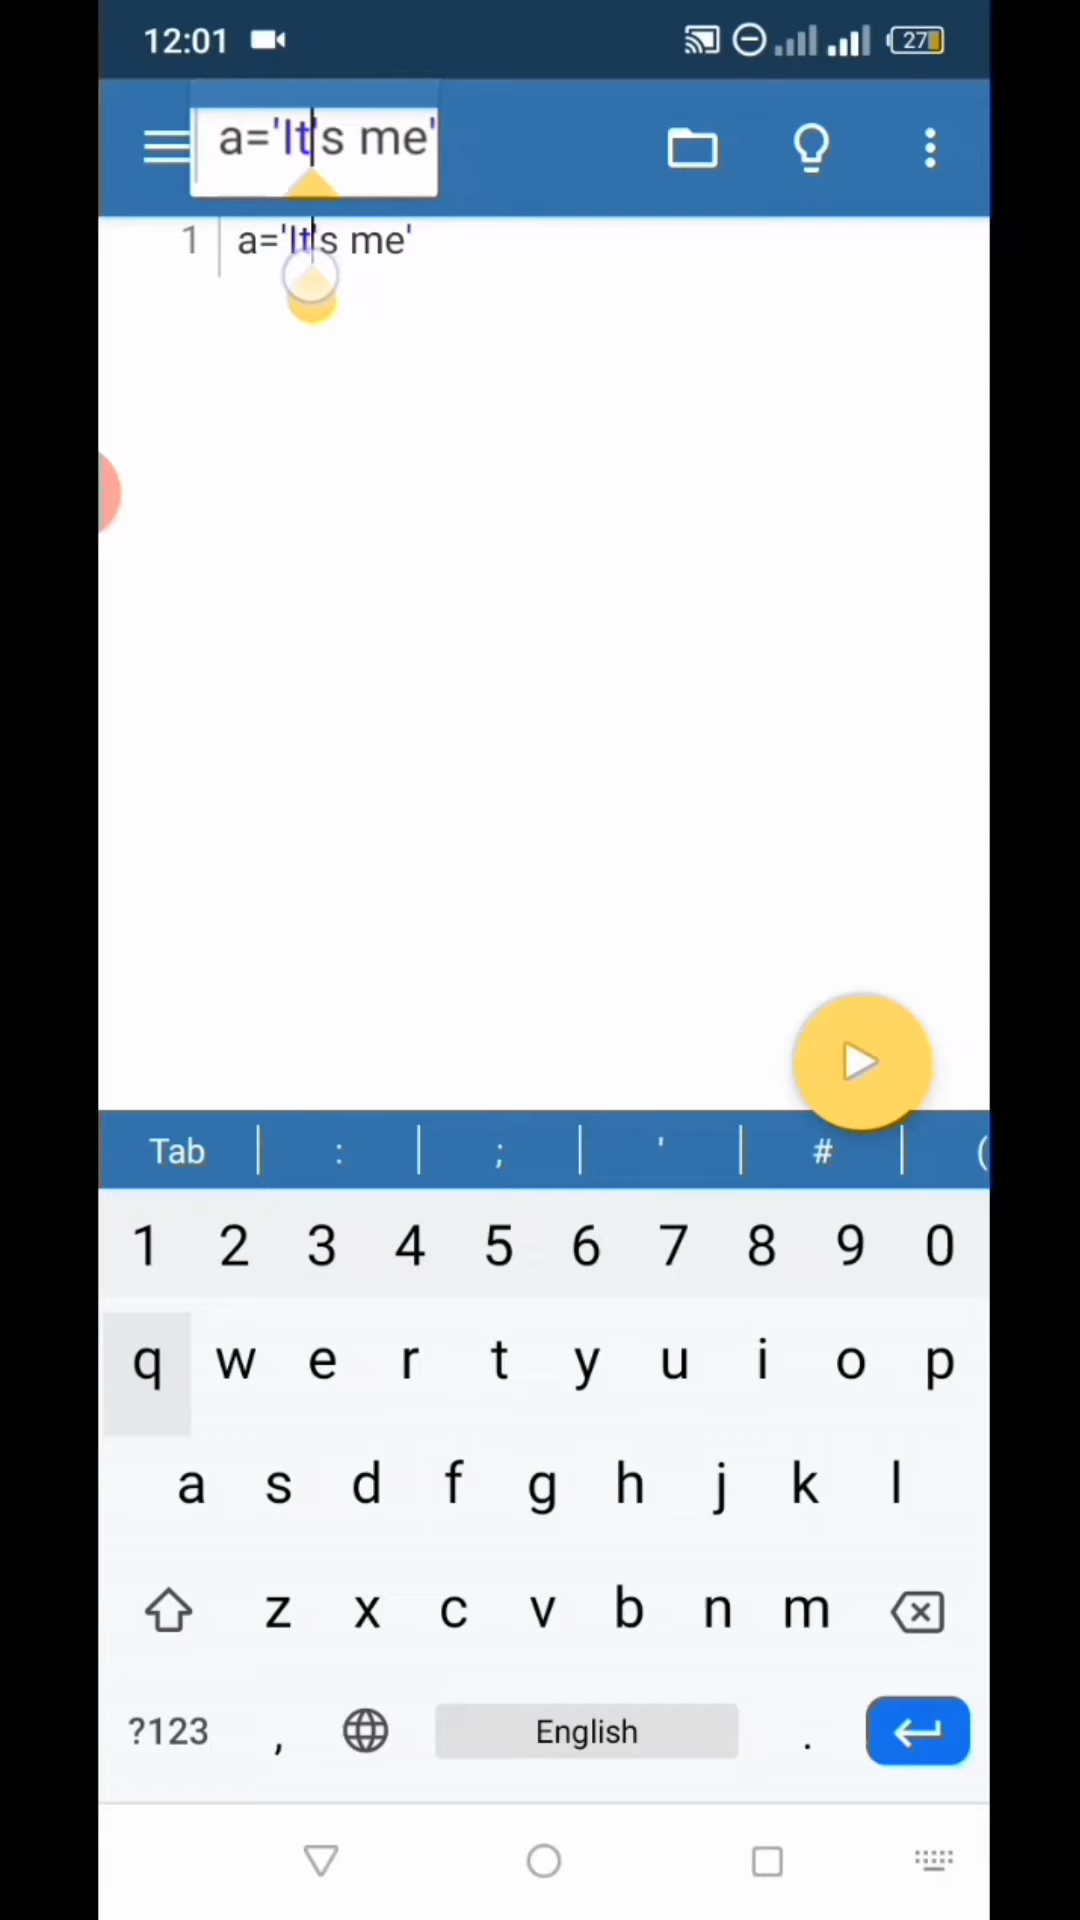 12:01
27
a='It's me'
1 a='It's me'
Tab : ; ' # (
1 2 3 4 5 6 7 8 9 0
q w e r t y u i o p
a s d f g h j k l
z x c v b n m
?123 , English .